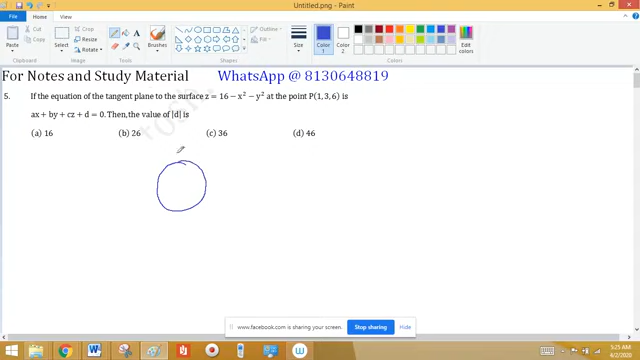 Untitled.png - Paint
File Home View
Paste
Select
Crop
Resize
Rotate
Brushes
Outline
Fill
Size
Color 1
Color 2
Edit colors
Clipboard Image Tools Shapes Colors
For Notes and Study Material WhatsApp @ 8130648819
5. If the equation of the tangent plane to the surface z = 16 − x² − y² at the point P(1,3,6) is
ax + by + cz + d = 0. Then, the value of |d| is
(a) 16 (b) 26 (c) 36 (d) 46
www.facebook.com is sharing your screen. Stop sharing Hide
5:25 AM
4/2/2020